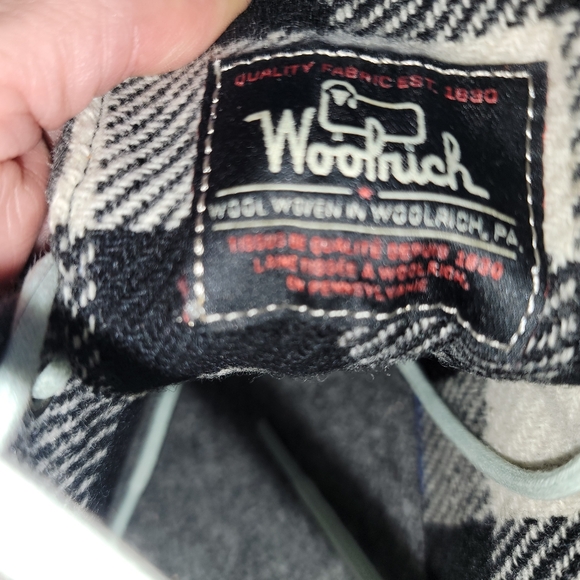 QUALITY FABRIC EST. 1830
Woolrich
WOOL WOVEN IN WOOLRICH, PA
TISSUS DE QUALITÉ DEPUIS 1830
LAINE TISSÉE À WOOLRICH,
EN PENNSYLVANIE